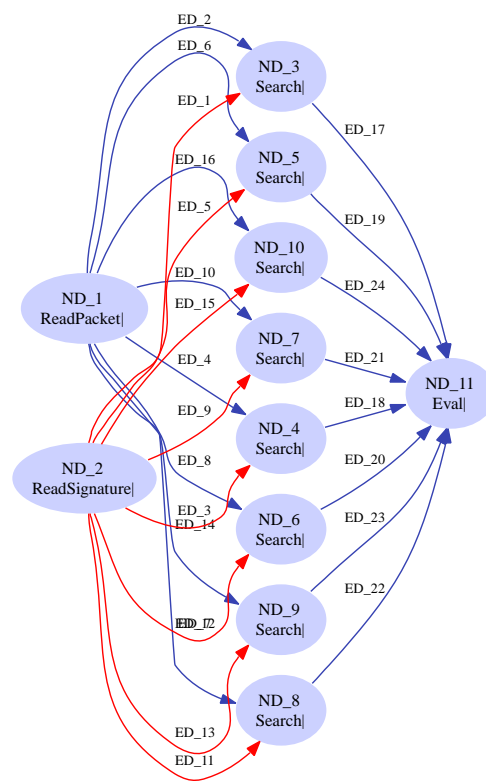 ED_2
ED_6
ND_3
Search|
ED_1
ED_17
ED_16
ND_5
Search|
ED_5
ED_19
ND_10
Search|
ED_10
ED_24
ND_1
ReadPacket|
ED_15
ND_7
Search|
ED_4
ED_21
ND_11
Eval|
ED_9
ED_18
ND_4
Search|
ED_8
ED_20
ND_2
ReadSignature|
ED_3
ED_14
ND_6
Search|
ED_23
ED_7
ED_12
ND_9
Search|
ED_22
ED_13
ND_8
Search|
ED_11